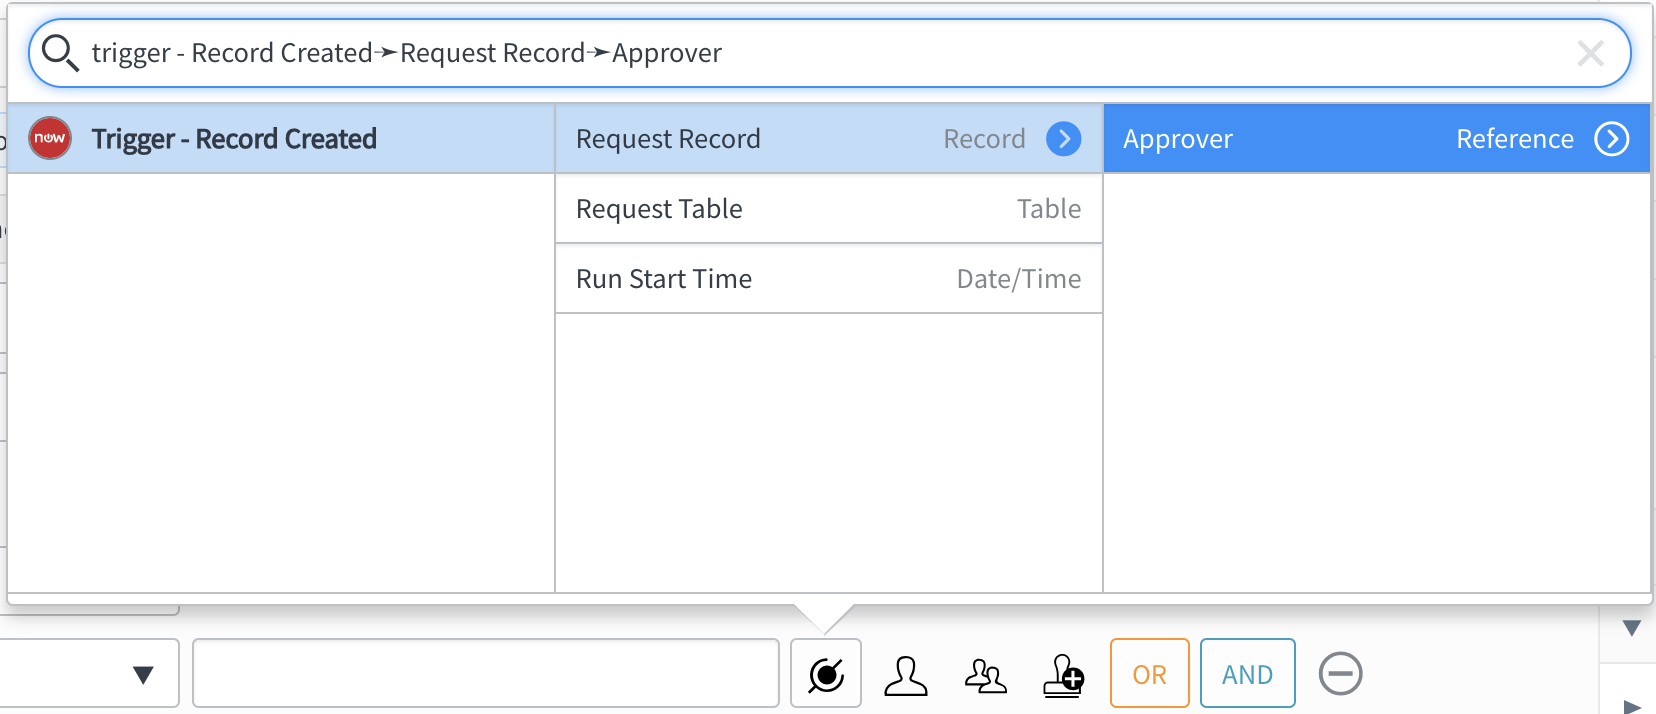 trigger - Record Created➛Request Record➛Approver
now Trigger - Record Created Request Record Record Approver Reference
Request Table Table
Run Start Time Date/Time
OR AND